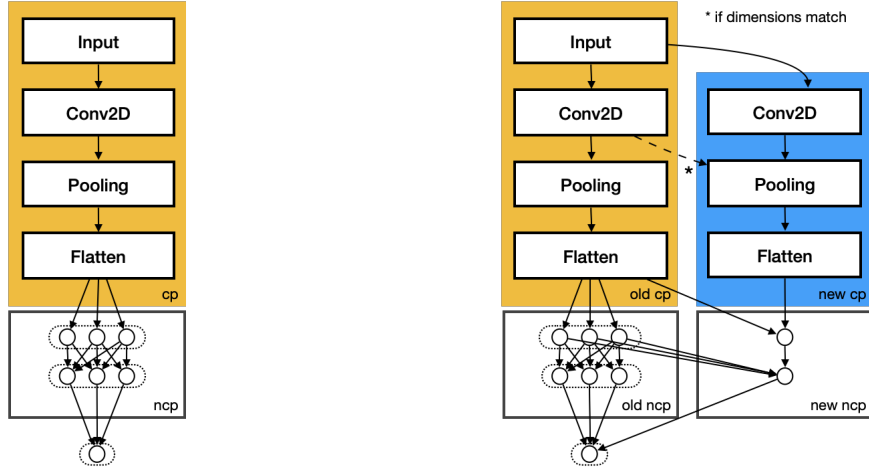 Input
Conv2D
Pooling
Flatten
cp
ncp
* if dimensions match
Input
Conv2D
Pooling
Flatten
old cp
old ncp
*
Conv2D
Pooling
Flatten
new cp
new ncp